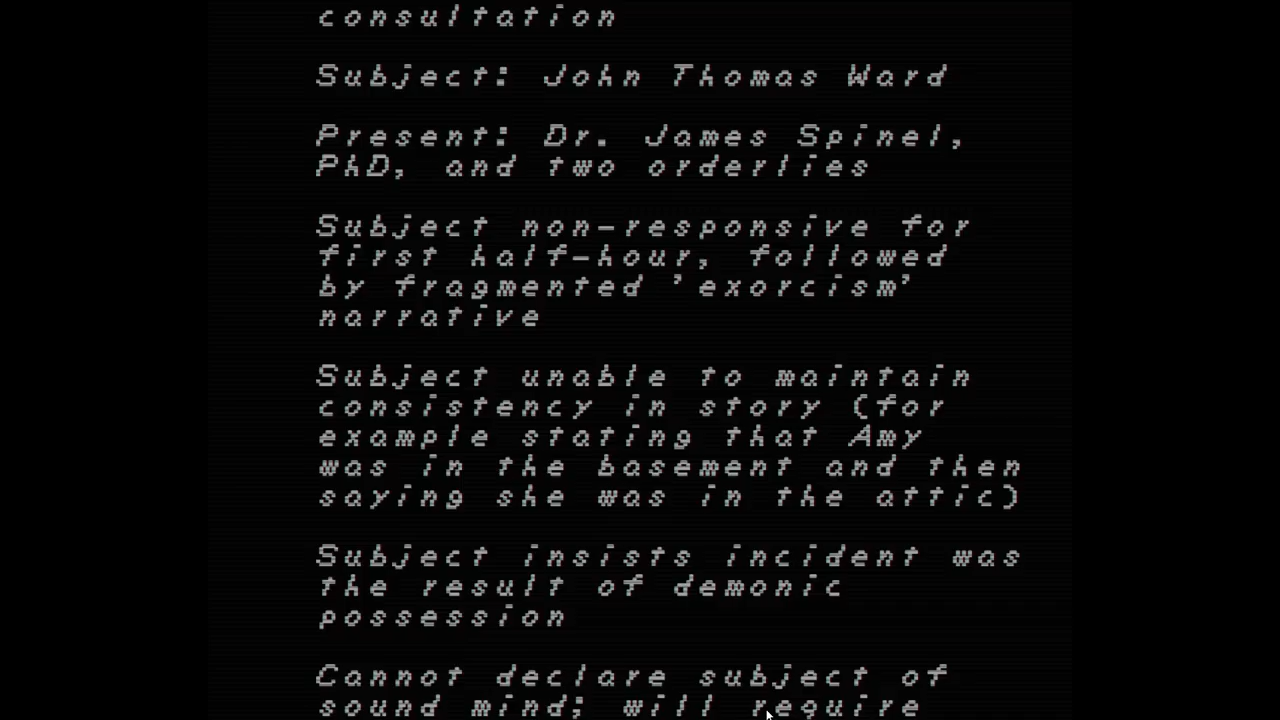 consultation
Subject: John Thomas Ward
Present: Dr. James Spinel,
PhD, and two orderlies
Subject non-responsive for
first half-hour, followed
by fragmented 'exorcism'
narrative
Subject unable to maintain
consistency in story (for
example stating that Amy
was in the basement and then
saying she was in the attic)
Subject insists incident was
the result of demonic
possession
Cannot declare subject of
sound mind; will require